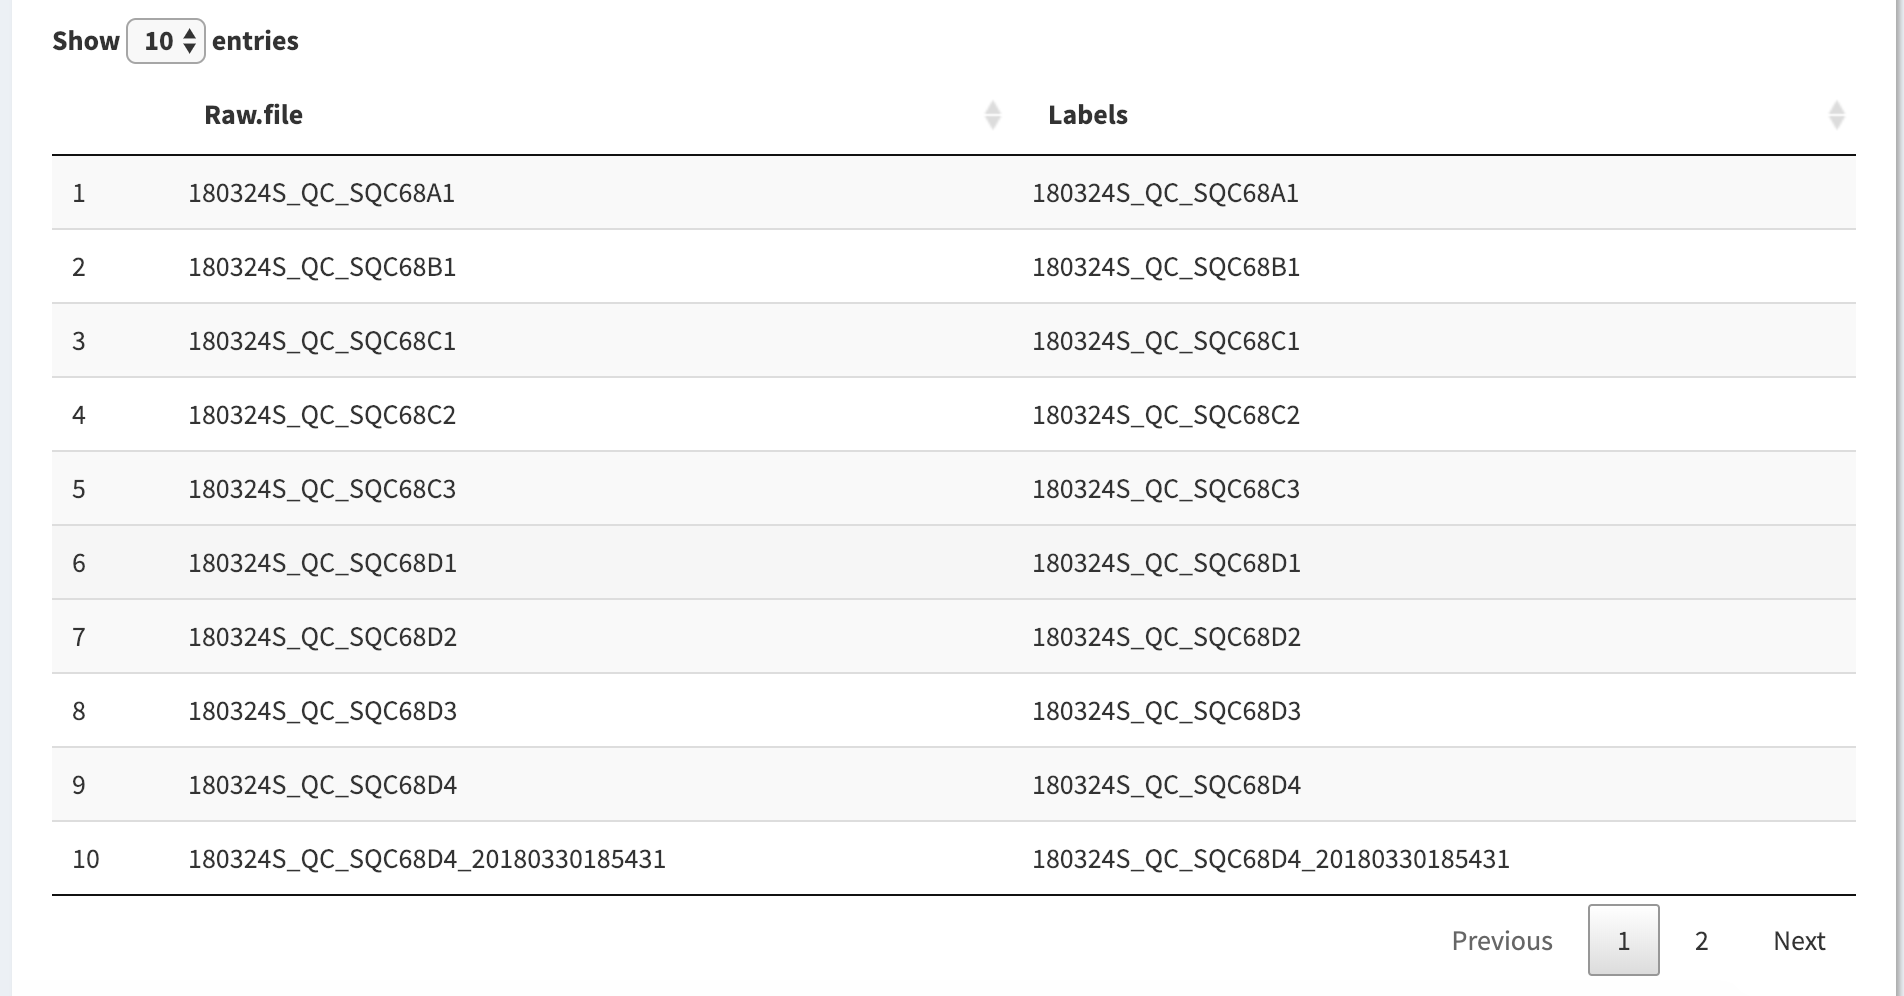 Show 10 entries
Raw.file Labels
1 180324S_QC_SQC68A1 180324S_QC_SQC68A1
2 180324S_QC_SQC68B1 180324S_QC_SQC68B1
3 180324S_QC_SQC68C1 180324S_QC_SQC68C1
4 180324S_QC_SQC68C2 180324S_QC_SQC68C2
5 180324S_QC_SQC68C3 180324S_QC_SQC68C3
6 180324S_QC_SQC68D1 180324S_QC_SQC68D1
7 180324S_QC_SQC68D2 180324S_QC_SQC68D2
8 180324S_QC_SQC68D3 180324S_QC_SQC68D3
9 180324S_QC_SQC68D4 180324S_QC_SQC68D4
10 180324S_QC_SQC68D4_20180330185431 180324S_QC_SQC68D4_20180330185431
Previous 1 2 Next